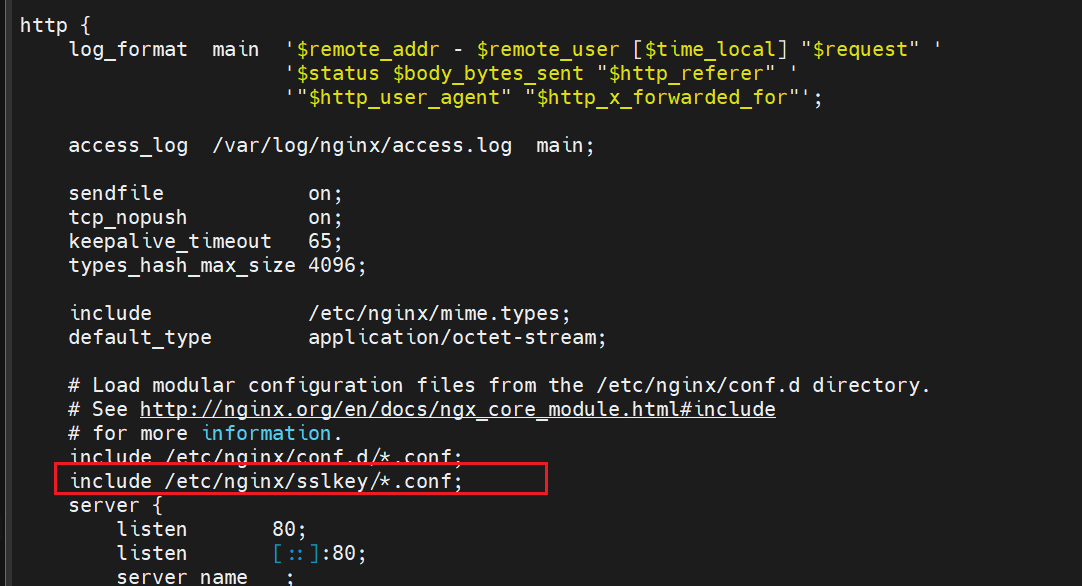 http {
    log_format  main  '$remote_addr - $remote_user [$time_local] "$request" '
                      '$status $body_bytes_sent "$http_referer" '
                      '"$http_user_agent" "$http_x_forwarded_for"';
    access_log  /var/log/nginx/access.log  main;
    sendfile            on;
    tcp_nopush          on;
    keepalive_timeout   65;
    types_hash_max_size 4096;
    include             /etc/nginx/mime.types;
    default_type        application/octet-stream;
    # Load modular configuration files from the /etc/nginx/conf.d directory.
    # See http://nginx.org/en/docs/ngx_core_module.html#include
    # for more information.
    include /etc/nginx/conf.d/*.conf;
    include /etc/nginx/sslkey/*.conf;
    server {
        listen       80;
        listen       [::]:80;
        server_name  ;